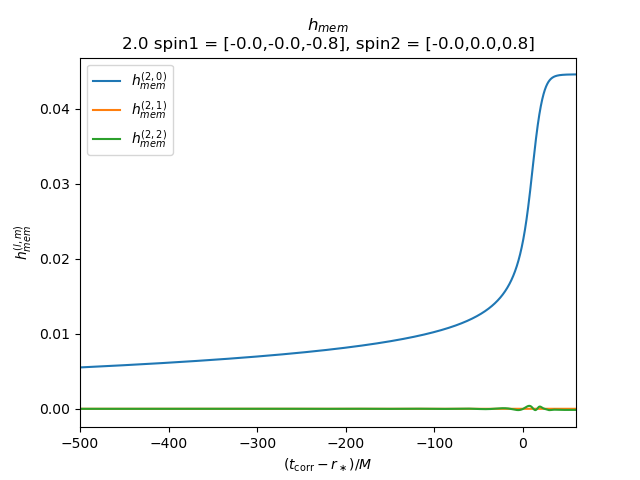 h_mem
2.0 spin1 = [-0.0,-0.0,-0.8], spin2 = [-0.0,0.0,0.8]
h_mem^(2,0)
h_mem^(2,1)
h_mem^(2,2)
h_mem^(l,m)
0.04
0.03
0.02
0.01
0.00
−500 −400 −300 −200 −100 0
(t_corr − r_*)/M